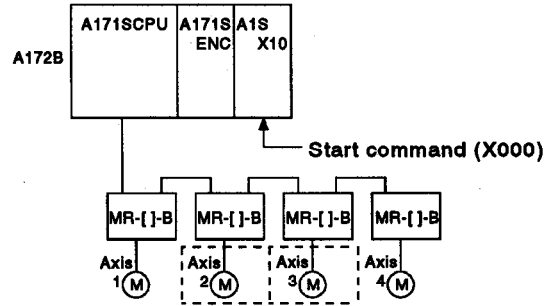 A172B
A171SCPU
A171S
ENC
A1S
X10
Start command (X000)
MR-[ ]-B
MR-[ ]-B
MR-[ ]-B
MR-[ ]-B
Axis
1
M
Axis
2
M
Axis
3
M
Axis
4
M